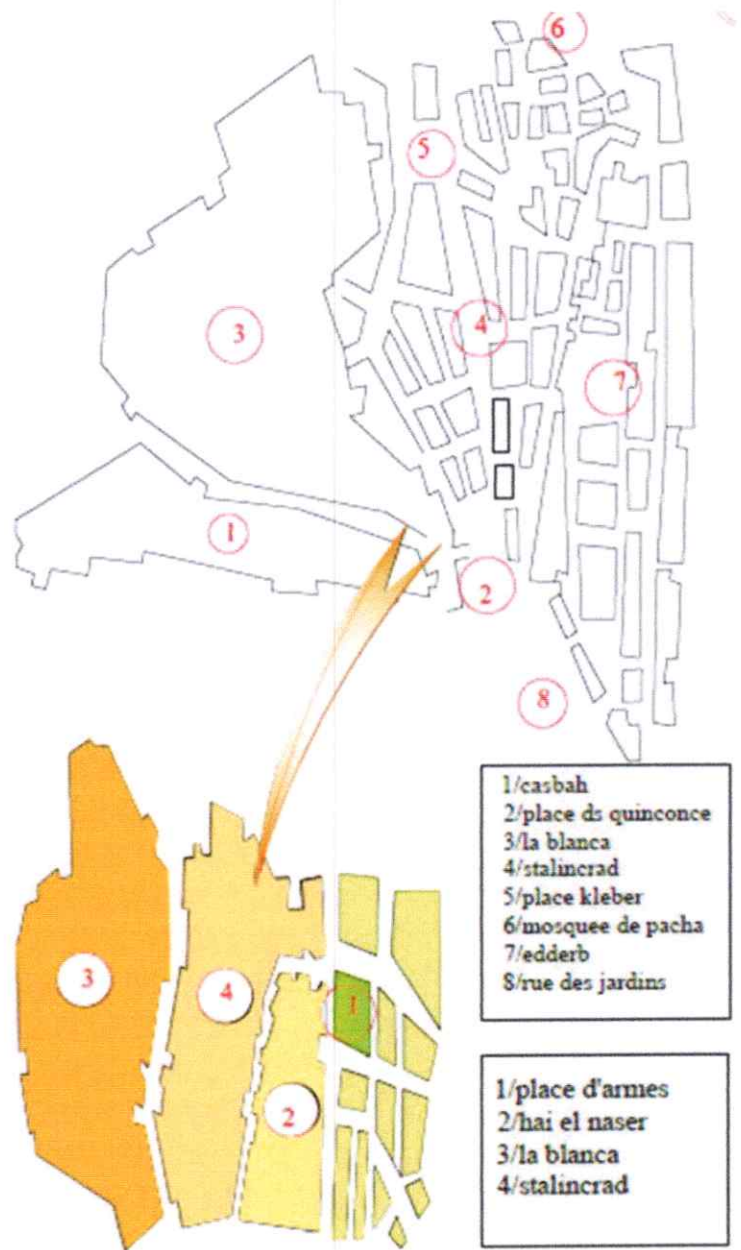 6
5
3
4
7
1
2
8
1/casbah
2/place ds quinconce
3/la blanca
4/stalincrad
5/place kleber
6/mosquee de pacha
7/edderb
8/rue des jardins
3
4
1
2
1/place d'armes
2/hai el naser
3/la blanca
4/stalincrad